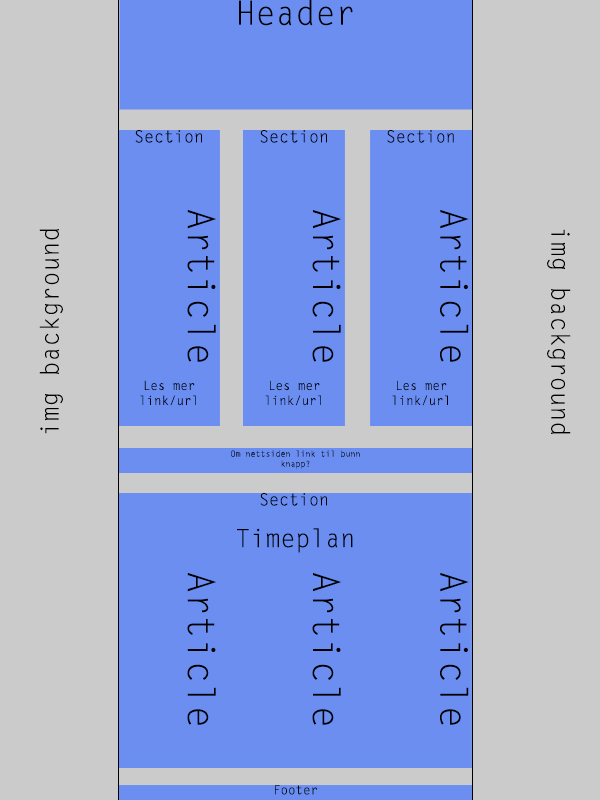 Header
Section
Section
Section
Article
Article
Article
Les mer
link/url
Les mer
link/url
Les mer
link/url
img background
img background
Om nettsiden link til bunn
knapp?
Section
Timeplan
Article
Article
Article
Footer